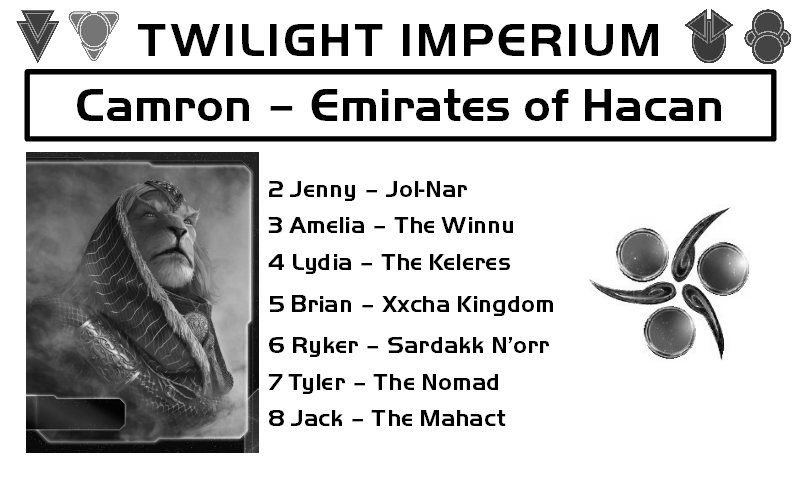 TWILIGHT IMPERIUM
Camron – Emirates of Hacan
2 Jenny – Jol-Nar
3 Amelia – The Winnu
4 Lydia – The Keleres
5 Brian – Xxcha Kingdom
6 Ryker – Sardakk N'orr
7 Tyler – The Nomad
8 Jack – The Mahact